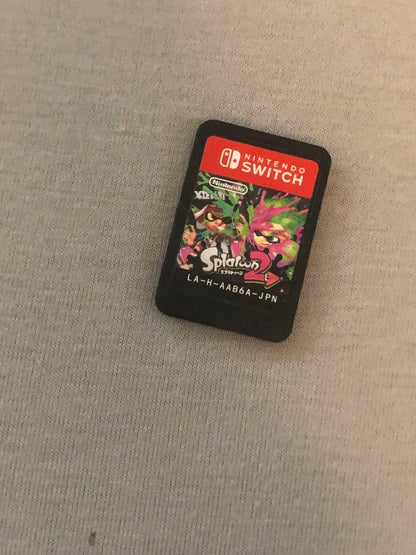 NINTENDO
SWITCH
Nintendo
Splatoon 2
スプラトゥーン
LA-H-AAB6A-JPN